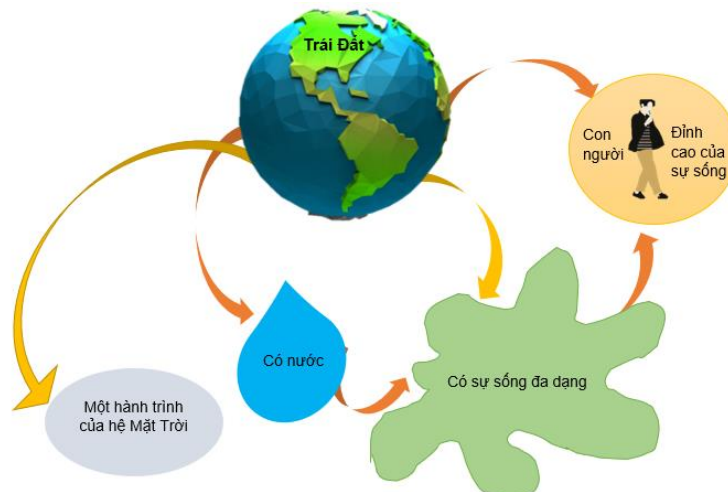 Trái Đất
Con
người
Đỉnh
cao của
sự sống
Có nước
Có sự sống đa dạng
Một hành trình
của hệ Mặt Trời